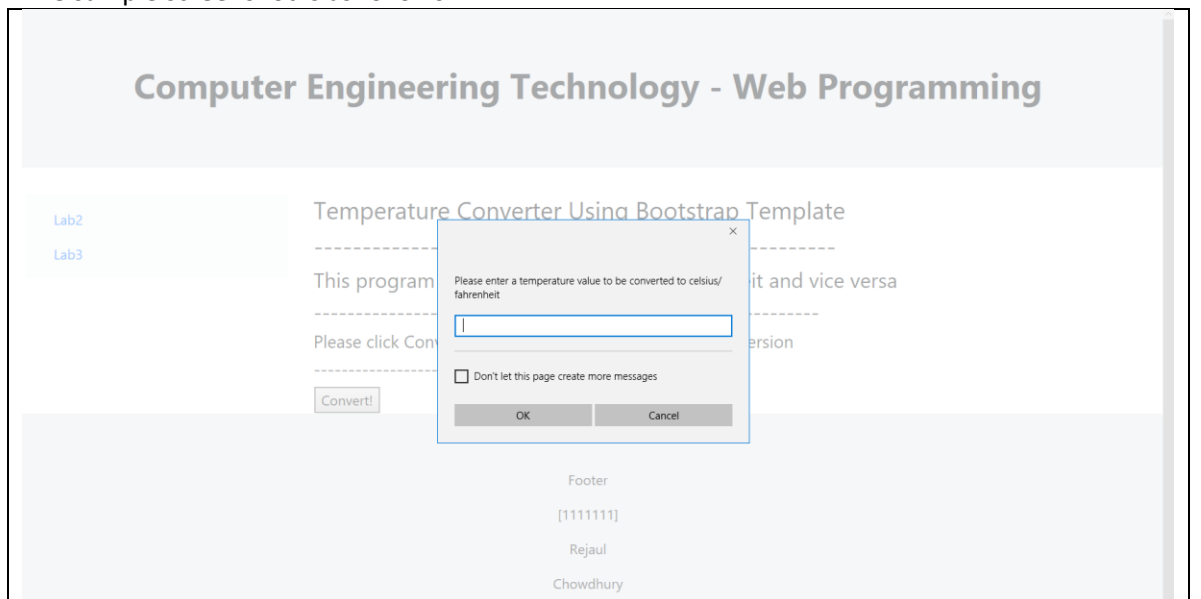 Computer Engineering Technology - Web Programming
Lab2
Lab3
Temperature Converter Using Bootstrap Template
This program
it and vice versa
Please click Con
ersion
Convert!
Please enter a temperature value to be converted to celsius/
fahrenheit
Don't let this page create more messages
OK
Cancel
Footer
[1111111]
Rejaul
Chowdhury